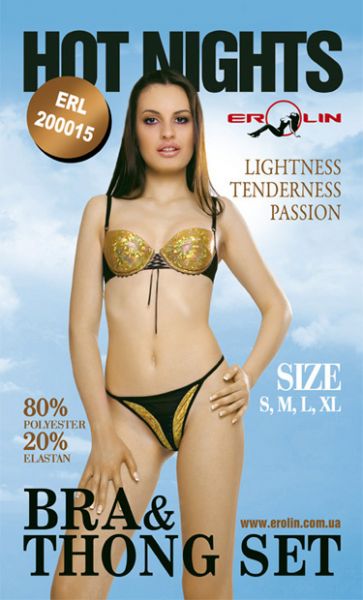 HOT NIGHTS
ERL
200015
EROLIN
LIGHTNESS
TENDERNESS
PASSION
SIZE
S, M, L, XL
80%
POLYESTER
20%
ELASTAN
BRA &
www.erolin.com.ua
THONG SET